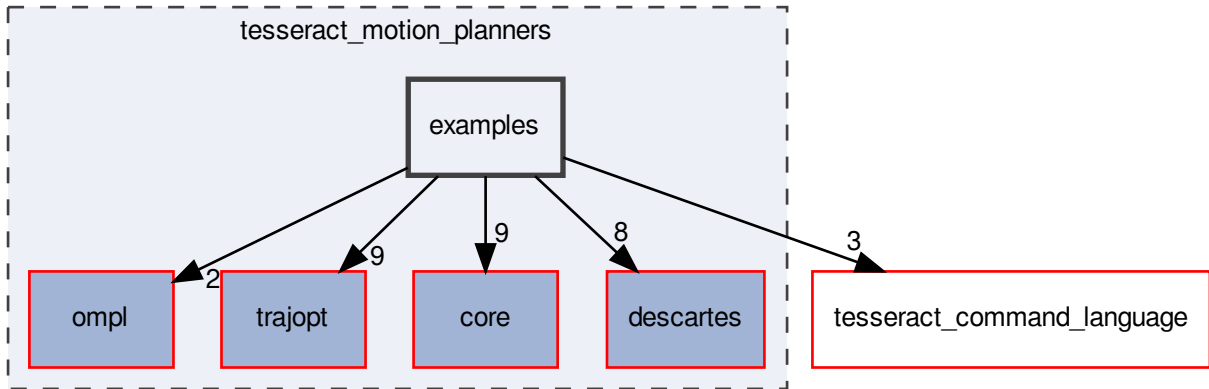 tesseract_motion_planners
examples
2
9
9
8
3
ompl
trajopt
core
descartes
tesseract_command_language